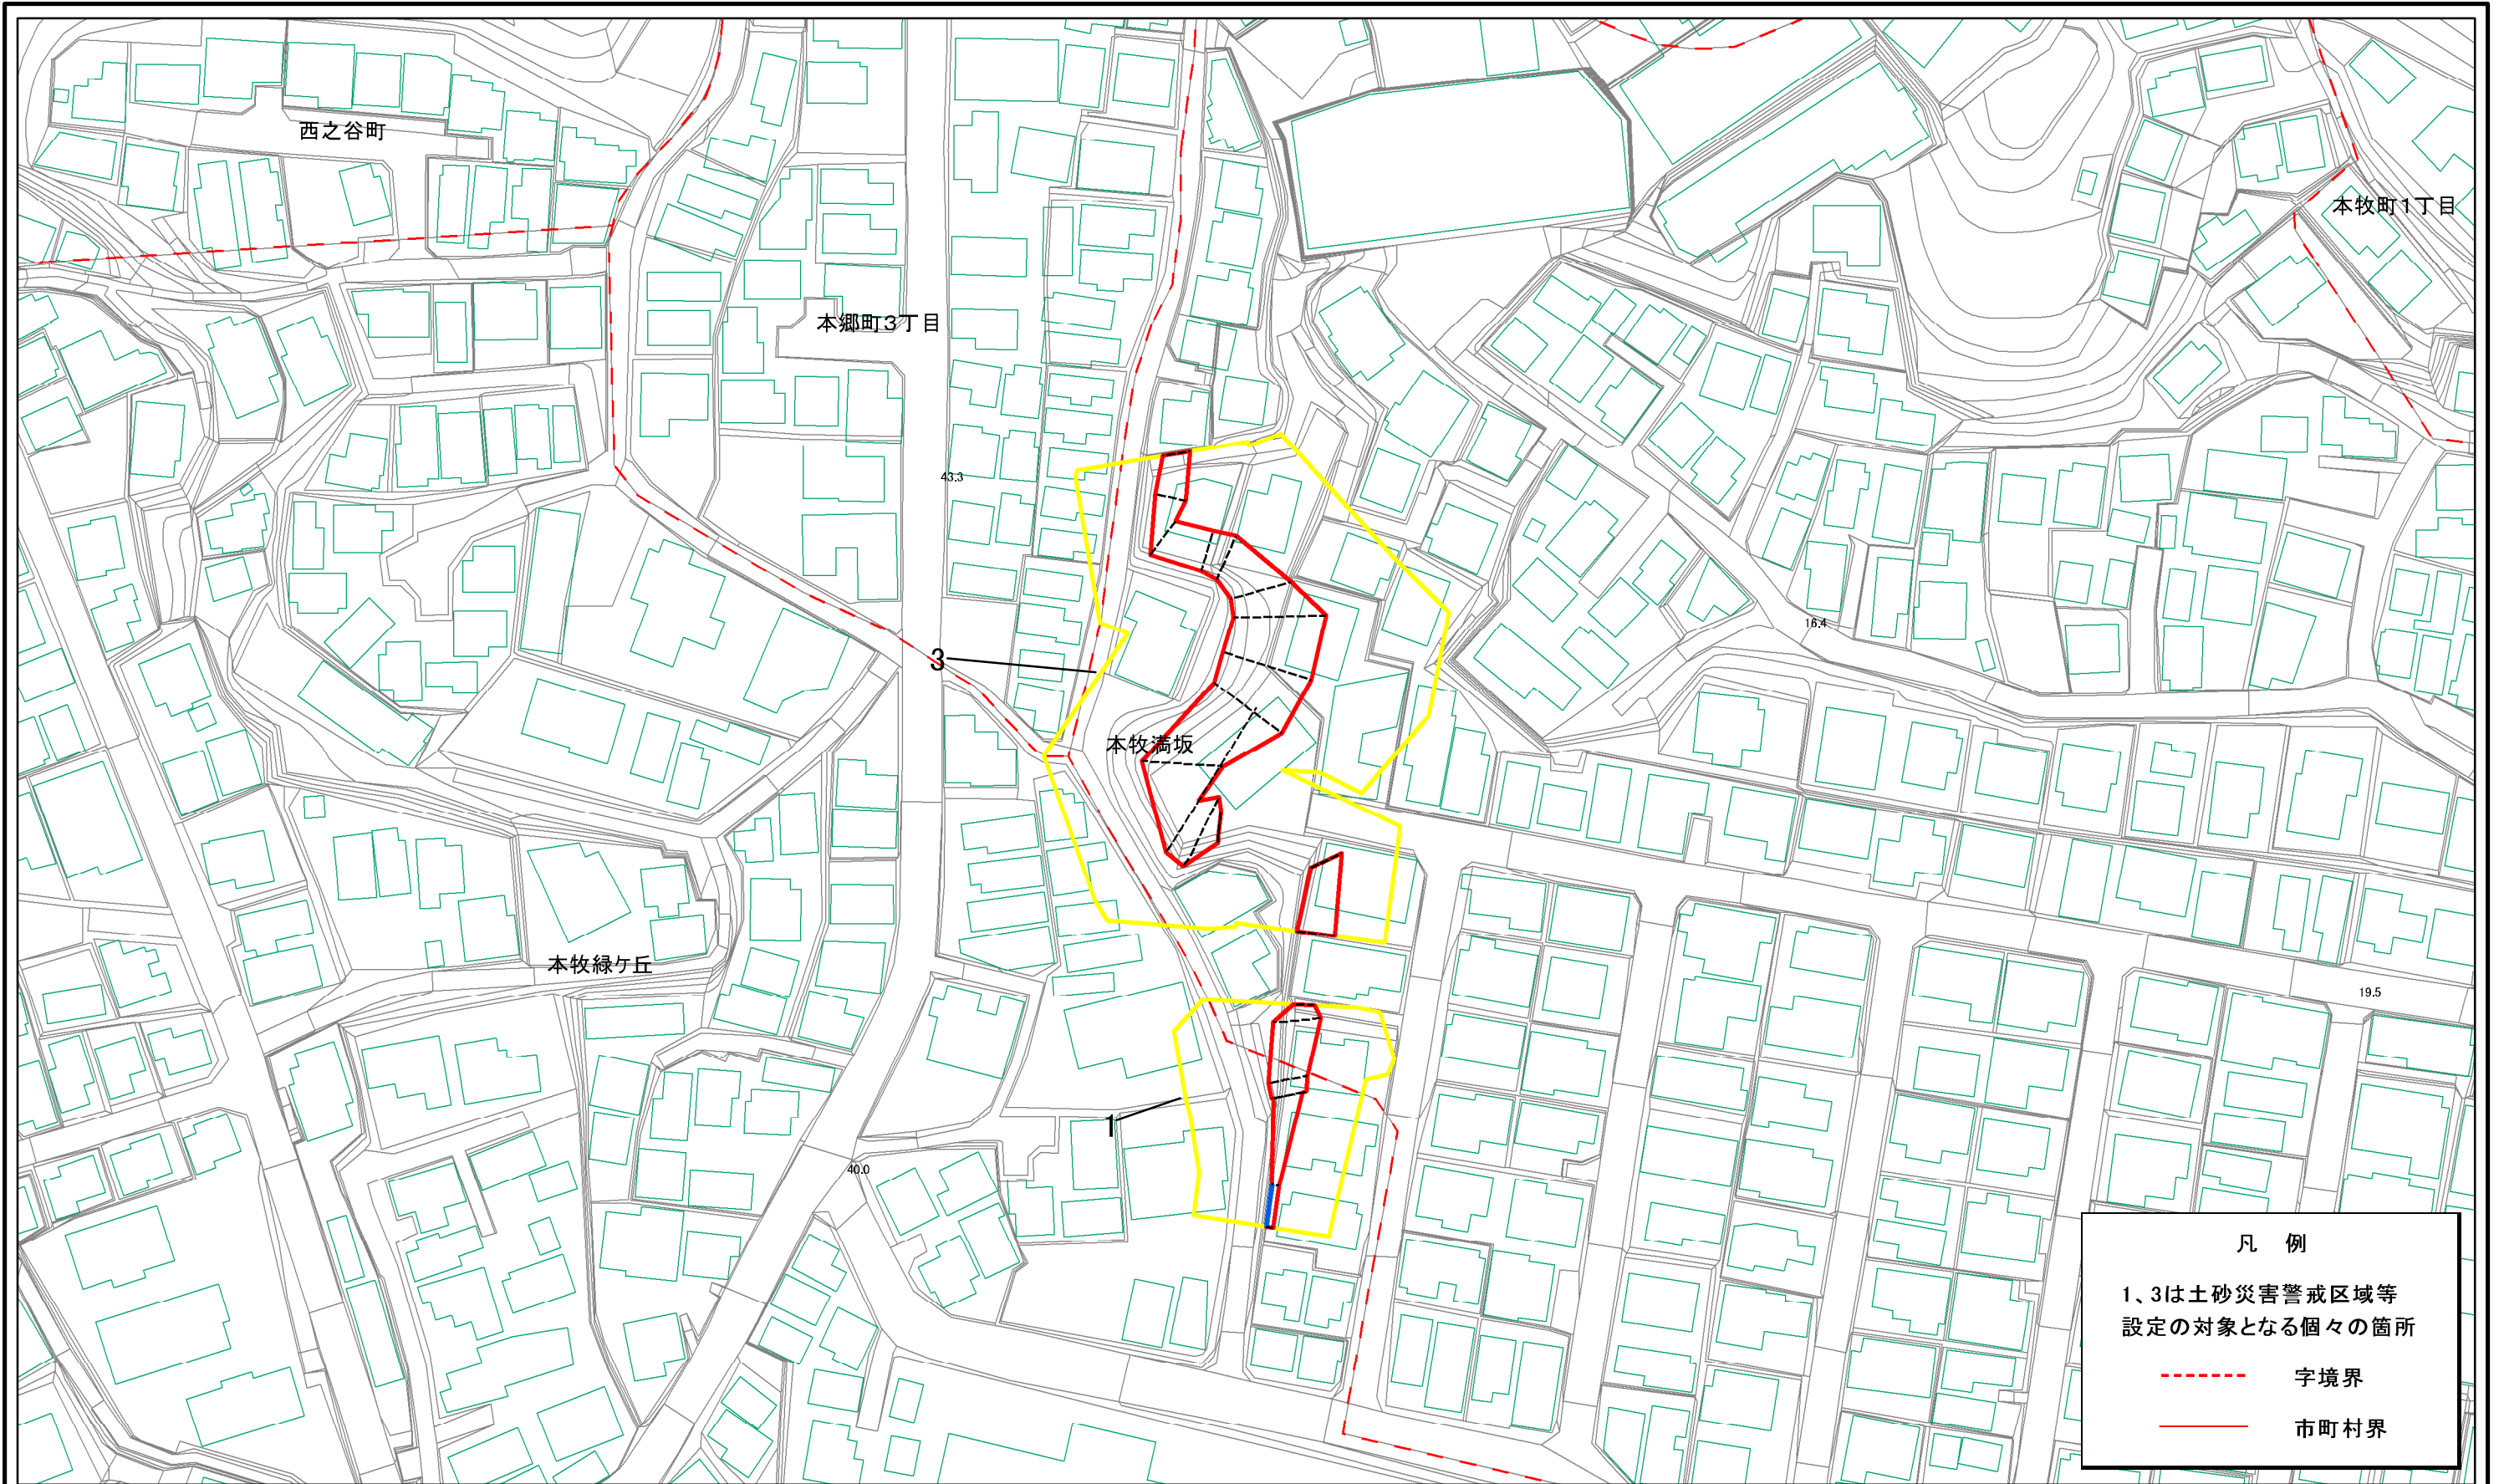 西之谷町
本牧町1丁目
本郷町3丁目
43.3
16.4
3
本牧満坂
本牧緑ケ丘
19.5
1
40.0
凡 例
1、3は土砂災害警戒区域等
設定の対象となる個々の箇所
字境界
市町村界